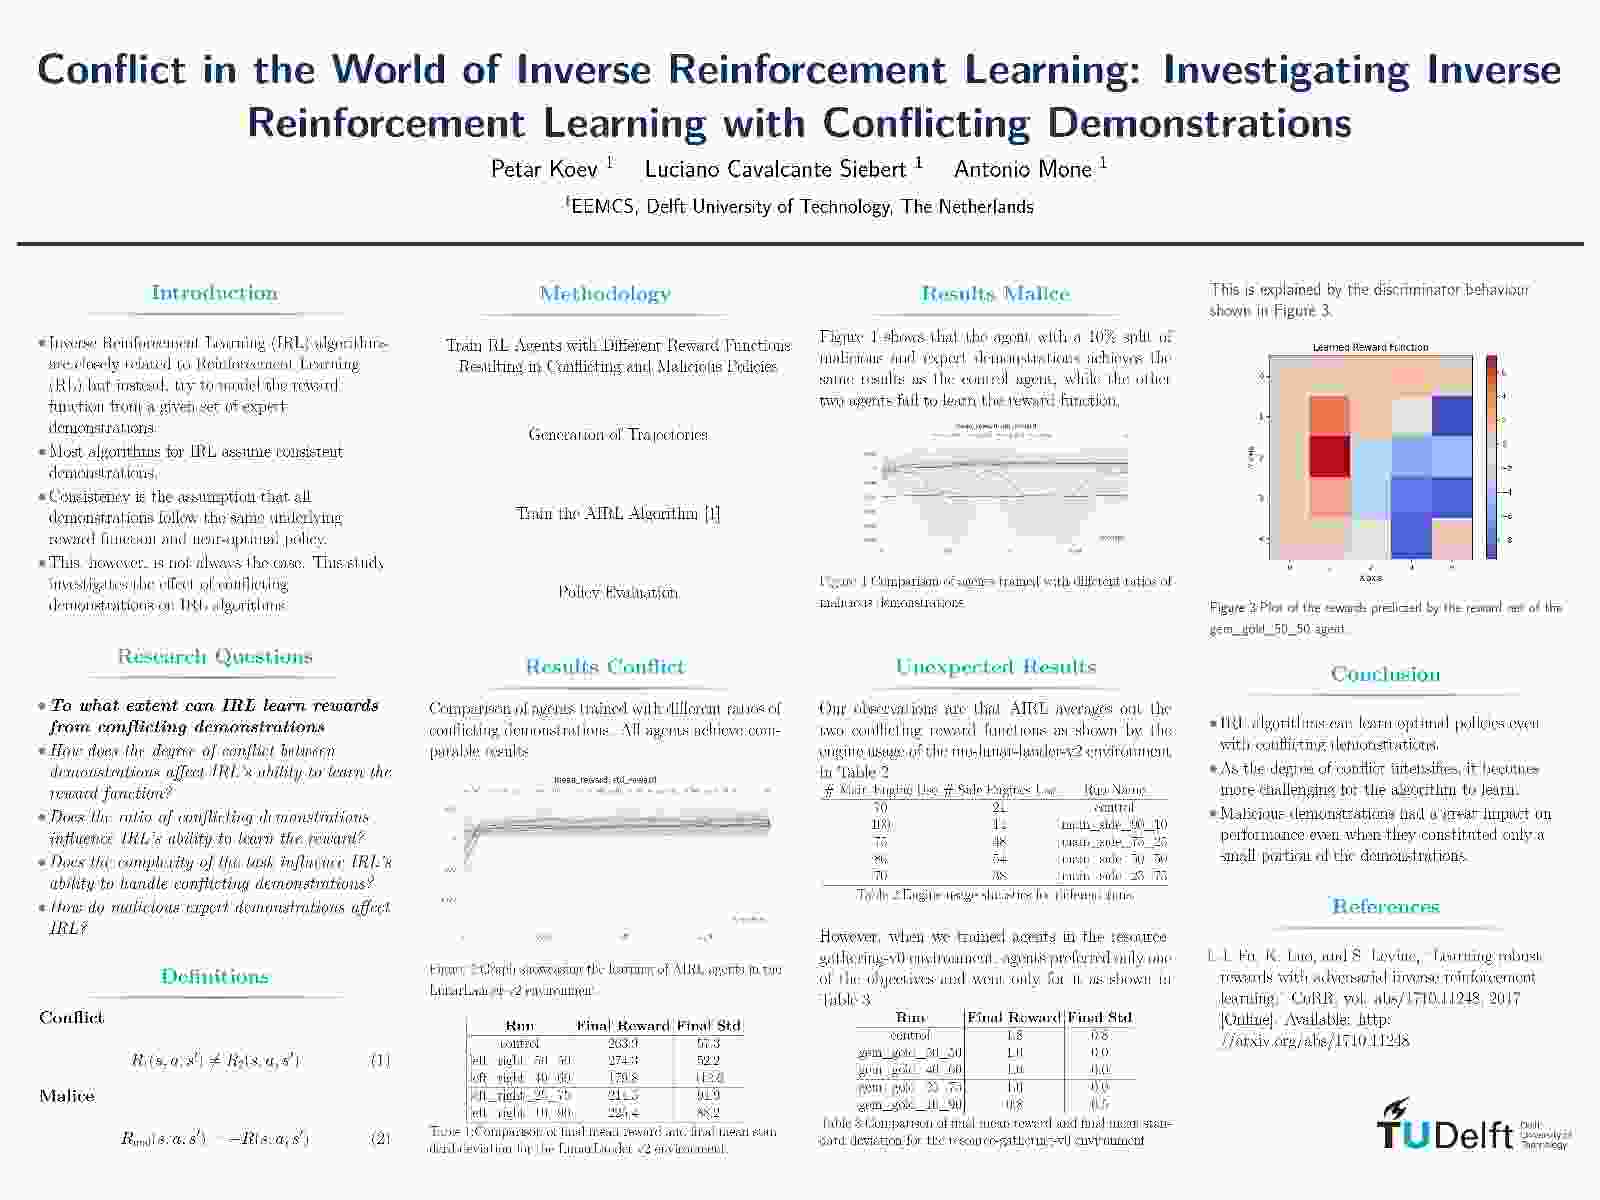 Conflict in the World of Inverse Reinforcement Learning: Investigating Inverse
Reinforcement Learning with Conflicting Demonstrations
Petar Koev 1 Luciano Cavalcante Siebert 1 Antonio Mone 1
1EEMCS, Delft University of Technology, The Netherlands
Introduction
Inverse Reinforcement Learning (IRL) algorithms
are closely related to Reinforcement Learning
(RL) but instead, try to model the reward
function from a given set of expert
demonstrations.
Most algorithms for IRL assume consistent
demonstrations.
Consistency is the assumption that all
demonstrations follow the same underlying
reward function and near-optimal policy.
This, however, is not always the case. This study
investigates the effect of conflicting
demonstrations on IRL algorithms.
Research Questions
To what extent can IRL learn rewards
from conflicting demonstrations
How does the degree of conflict between
demonstrations affect IRL's ability to learn the
reward function?
Does the ratio of conflicting demonstrations
influence IRL's ability to learn the reward?
Does the complexity of the task influence IRL's
ability to handle conflicting demonstrations?
How do malicious expert demonstrations affect
IRL?
Definitions
Conflict
R1(s, a, s′) ≠ R2(s, a, s′) (1)
Malice
(s, a, s′) = −R(s, a, s′) (2)
Methodology
Train RL Agents with Different Reward Functions
Resulting in Conflicting and Malicious Policies
Generation of Trajectories
Train the AIRL Algorithm [1]
Policy Evaluation
Results Conflict
Comparison of agents trained with different ratios of
conflicting demonstrations. All agents achieve com-
parable results
mean_reward, std_reward
Figure 2:Graph showcasing the learning of AIRL agents in the
LunarLander-v2 environment.
Run Final Reward Final Std
control 263.9 57.3
left_right_50_50 274.3 52.2
left_right_40_60 179.8
left_right_25_75 214.5 91.9
left_right_10_90 225.4 88.2
Table 1:Comparison of final mean reward and final mean stan-
dard deviation for the LunarLander-v2 environment.
Results Malice
Figure 1 shows that the agent with a 10% split of
malicious and expert demonstrations achieves the
same results as the control agent, while the other
two agents fail to learn the reward function.
mean_reward, std_reward
Figure 1:Comparison of agents trained with different ratios of
malicious demonstrations
Unexpected Results
Our observations are that AIRL averages out the
two conflicting reward functions as shown by the
engine usage of the mo-lunar-lander-v2 environment
in Table 2
# Main Engine Use # Side Engines Use Run Name
70 21 control
100 14 main_side_90_10
75 48 main_side_75_25
86 54 main_side_50_50
70 38 main_side_25_75
Table 2:Engine usage statistics for different runs.
However, when we trained agents in the resource-
gathering-v0 environment, agents preferred only one
of the objectives and went only for it as shown in
Table 3
Run Final Reward Final Std
control 1.8 0.8
gem_gold_50_50 1.0 0.0
gem_gold_40_60 1.0 0.0
gem_gold_25_75 1.0 0.0
gem_gold_10_90 0.8 0.5
Table 3:Comparison of final mean reward and final mean stan-
dard deviation for the resource-gathering-v0 environment
This is explained by the discriminator behaviour
shown in Figure 3.
Learned Reward Function
Y axis
X axis
Figure 3:Plot of the rewards predicted by the reward net of the
gem_gold_50_50 agent.
Conclusion
IRL algorithms can learn optimal policies even
with conflicting demonstrations.
As the degree of conflict intensifies, it becomes
more challenging for the algorithm to learn.
Malicious demonstrations had a great impact on
performance even when they constituted only a
small portion of the demonstrations.
References
J. Fu, K. Luo, and S. Levine, "Learning robust
rewards with adversarial inverse reinforcement
learning," CoRR, vol. abs/1710.11248, 2017.
[Online]. Available: http:
//arxiv.org/abs/1710.11248
TUDelft Delft University of Technology